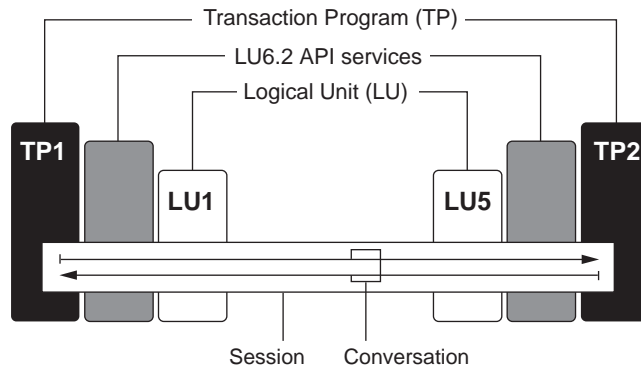 Transaction Program (TP)
LU6.2 API services
Logical Unit (LU)
TP1
TP2
LU1
LU5
Session
Conversation